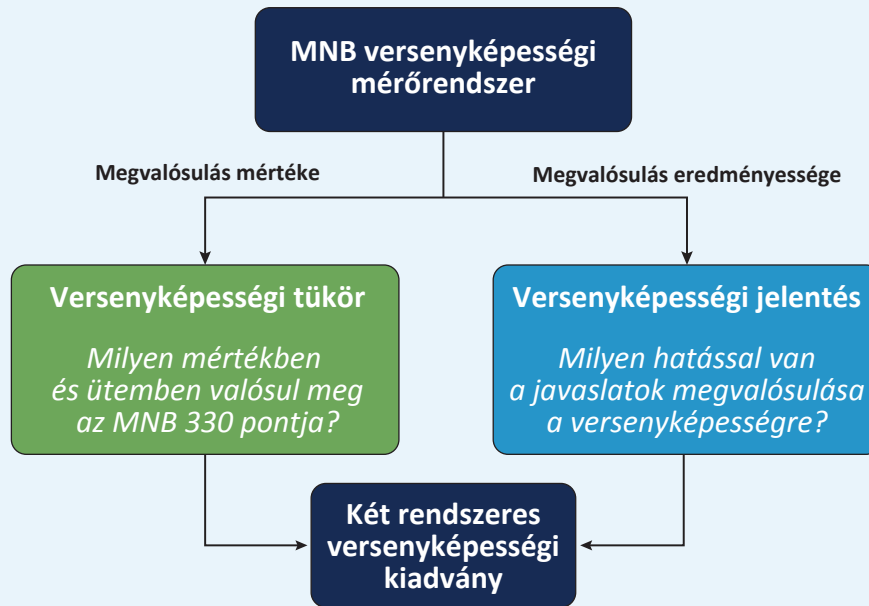 MNB versenyképességi
mérőrendszer
Megvalósulás mértéke
Megvalósulás eredményessége
Versenyképességi tükör
Milyen mértékben
és ütemben valósul meg
az MNB 330 pontja?
Versenyképességi jelentés
Milyen hatással van
a javaslatok megvalósulása
a versenyképességre?
Két rendszeres
versenyképességi
kiadvány